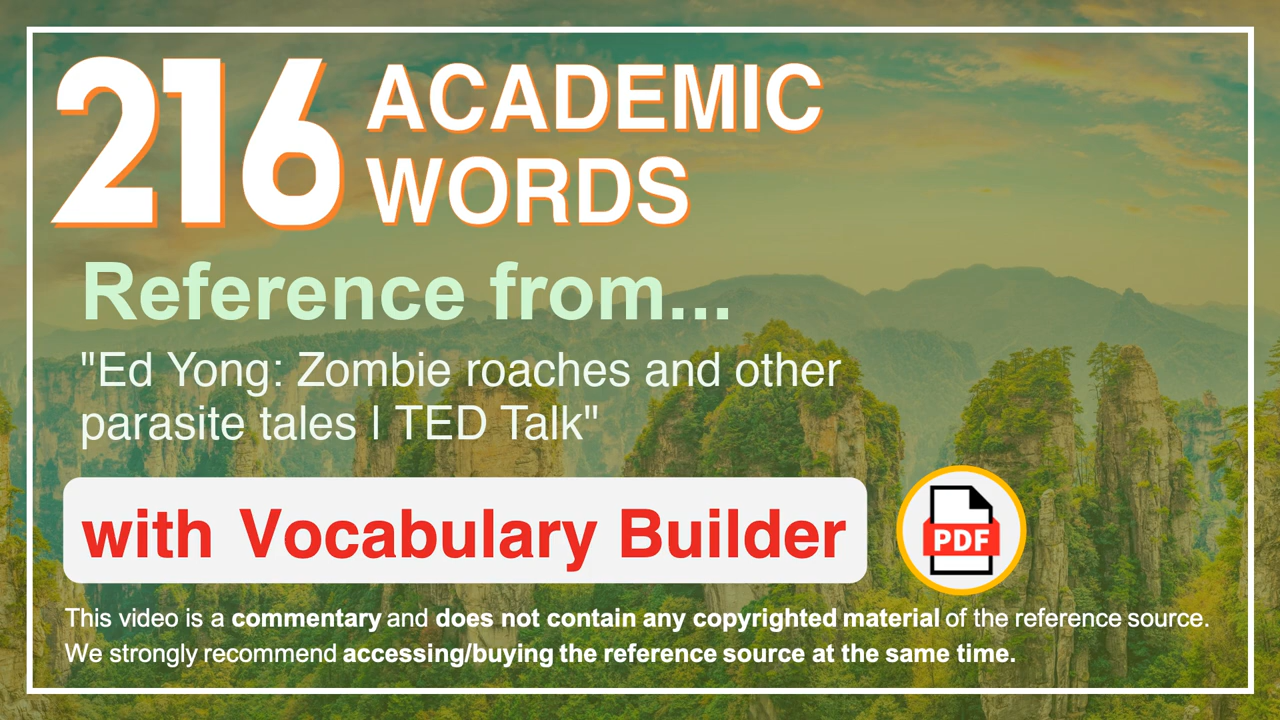 216 ACADEMIC
WORDS
Reference from...
"Ed Yong: Zombie roaches and other
parasite tales | TED Talk"
with Vocabulary Builder
PDF
This video is a commentary and does not contain any copyrighted material of the reference source.
We strongly recommend accessing/buying the reference source at the same time.